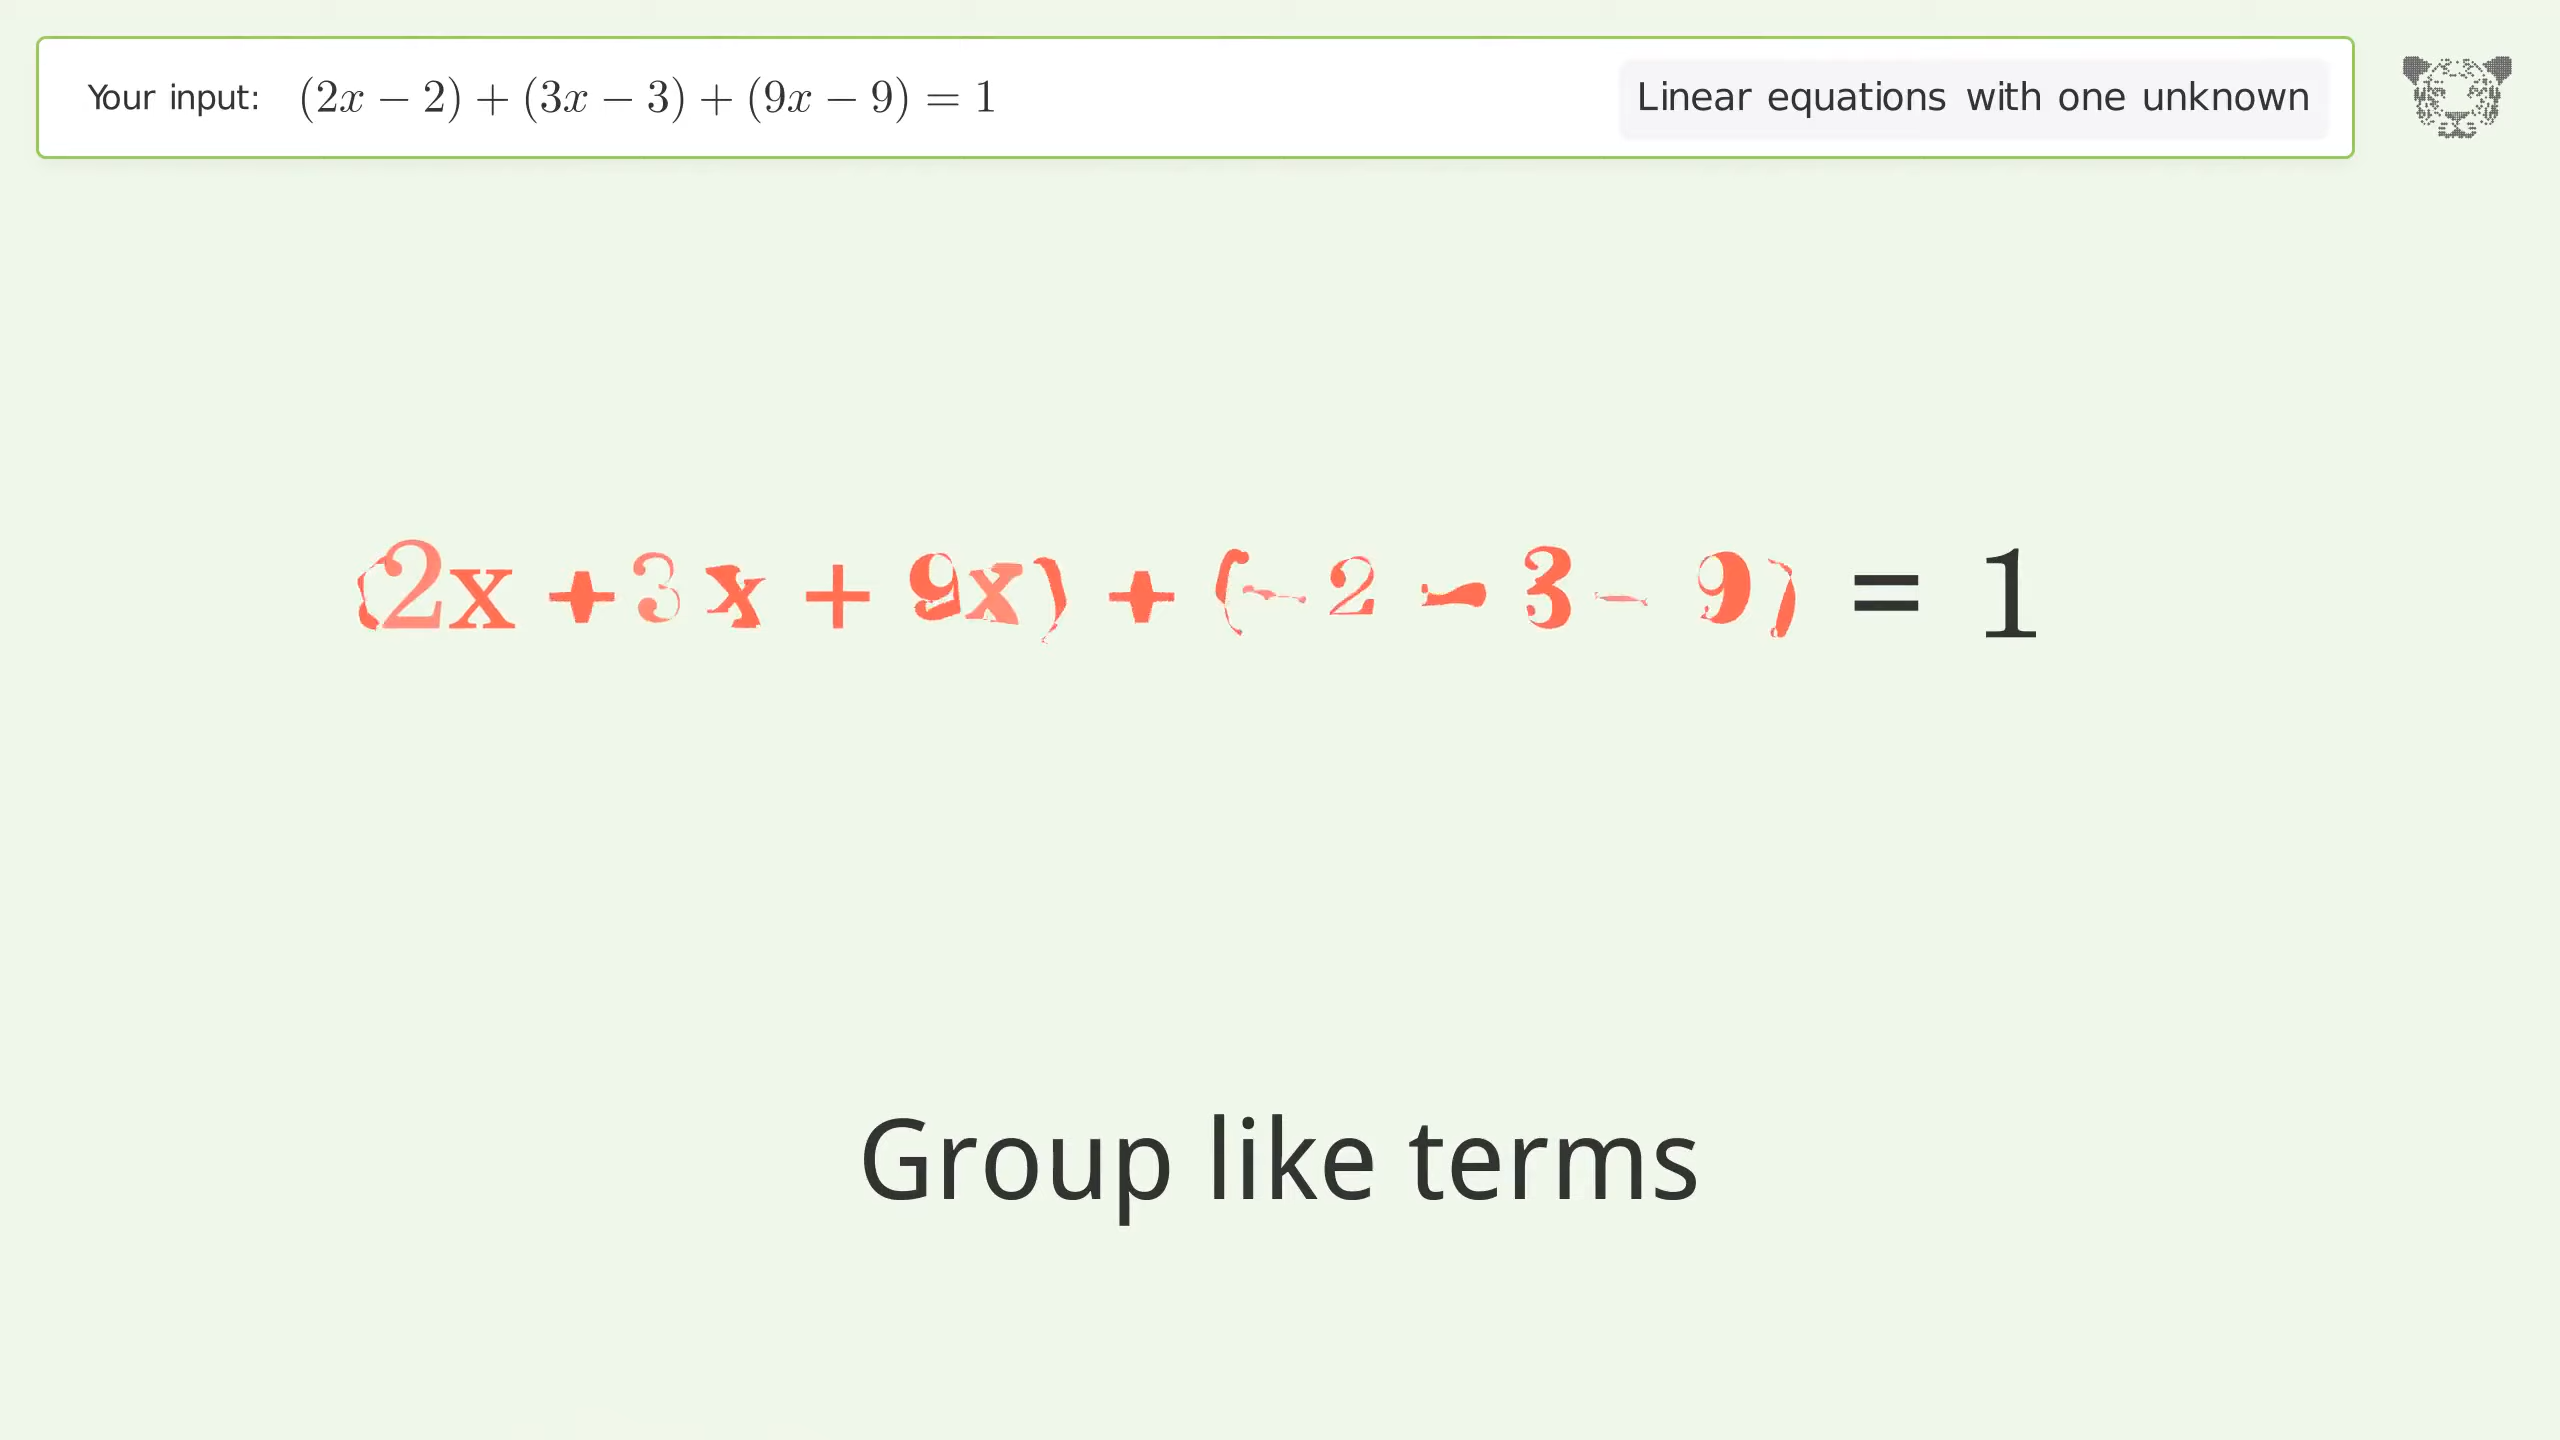 Your input: (2x − 2) + (3x − 3) + (9x − 9) = 1
Linear equations with one unknown
(2x + 3x + 9x) + (− 2 − 3 − 9) = 1
Group like terms